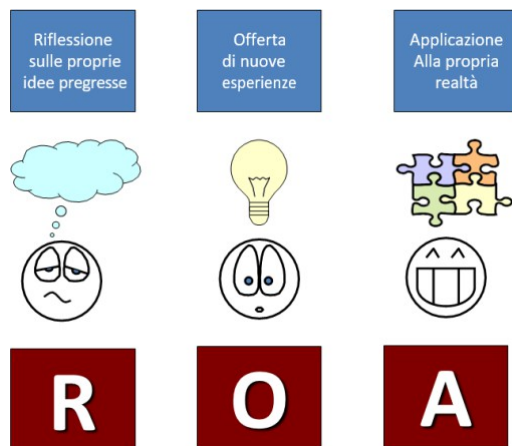 Riflessione
sulle proprie
idee pregresse
Offerta
di nuove
esperienze
Applicazione
Alla propria
realtà
R
O
A